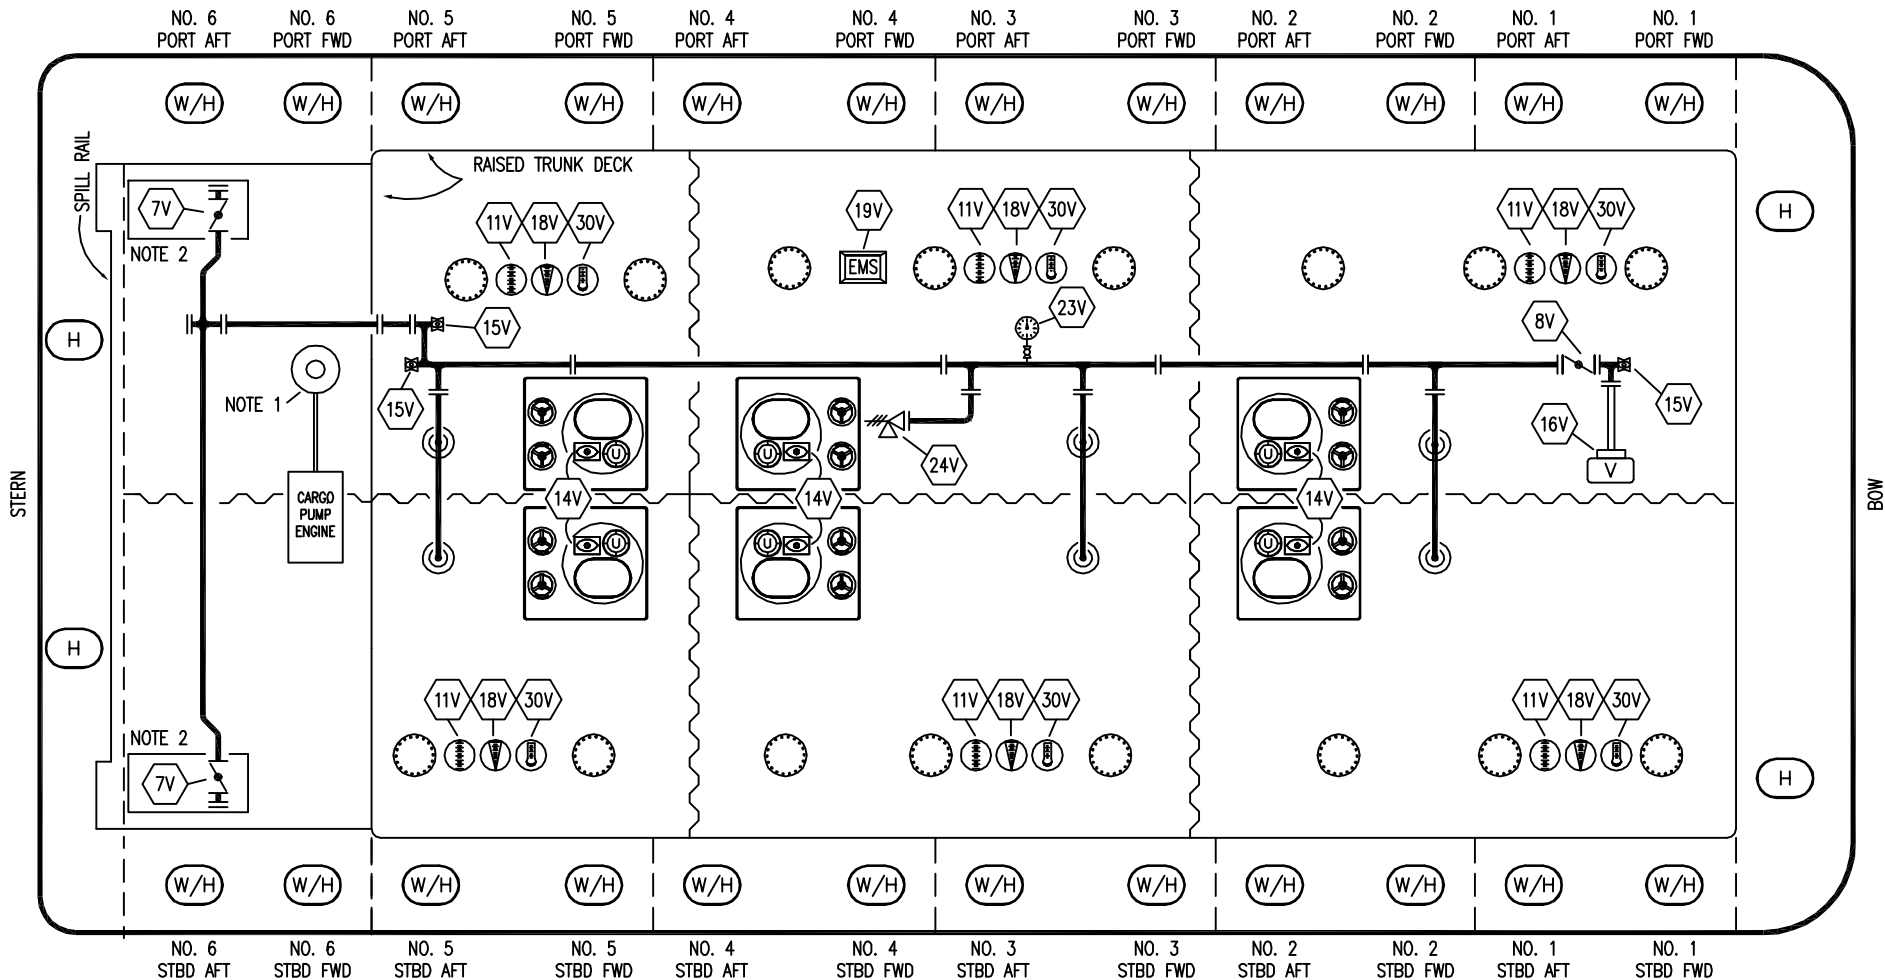 NO. 6 NO. 6 NO. 5 NO. 5 NO. 4 NO. 4 NO. 3 NO. 3 NO. 2 NO. 2 NO. 1 NO. 1
PORT AFT PORT FWD PORT AFT PORT FWD PORT AFT PORT FWD PORT AFT PORT FWD PORT AFT PORT FWD PORT AFT PORT FWD
W/H W/H W/H W/H W/H W/H W/H W/H W/H W/H W/H W/H
SPILL RAIL
RAISED TRUNK DECK
7V
11V 18V 30V
19V
11V 18V 30V
11V 18V 30V
H
NOTE 2
EMS
23V
8V
15V
H
NOTE 1
15V
15V
16V
24V
V
U
U
U
STERN
CARGO
PUMP
ENGINE
14V
14V
14V
BOW
U
U
U
H
11V 18V 30V
11V 18V 30V
11V 18V 30V
NOTE 2
7V
H
W/H W/H W/H W/H W/H W/H W/H W/H W/H W/H W/H W/H
NO. 6 NO. 6 NO. 5 NO. 5 NO. 4 NO. 4 NO. 3 NO. 3 NO. 2 NO. 2 NO. 1 NO. 1
STBD AFT STBD FWD STBD AFT STBD FWD STBD AFT STBD FWD STBD AFT STBD FWD STBD AFT STBD FWD STBD AFT STBD FWD